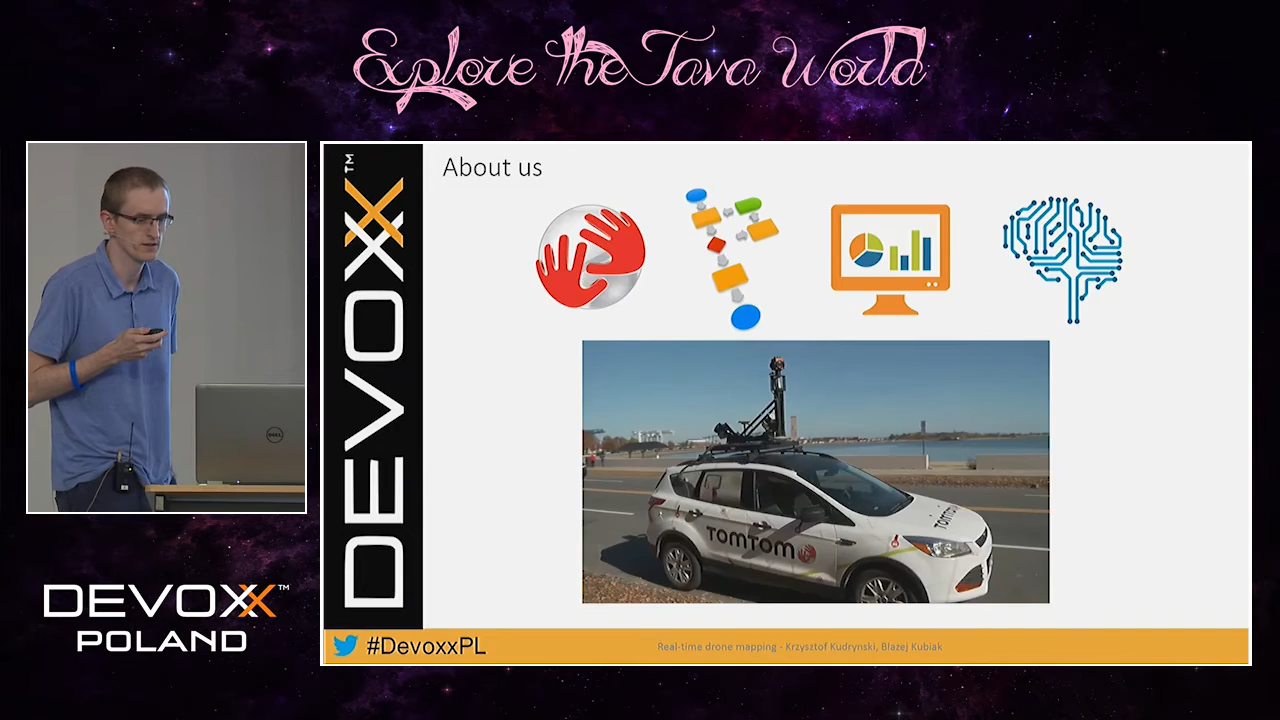 Explore the Java World
DEVOXX™
About us
TOMTOM
TOMTOM
DELL
#DevoxxPL
Real-time drone mapping - Krzysztof Kudrynski, Błazej Kubiak
DEVOXX™
POLAND